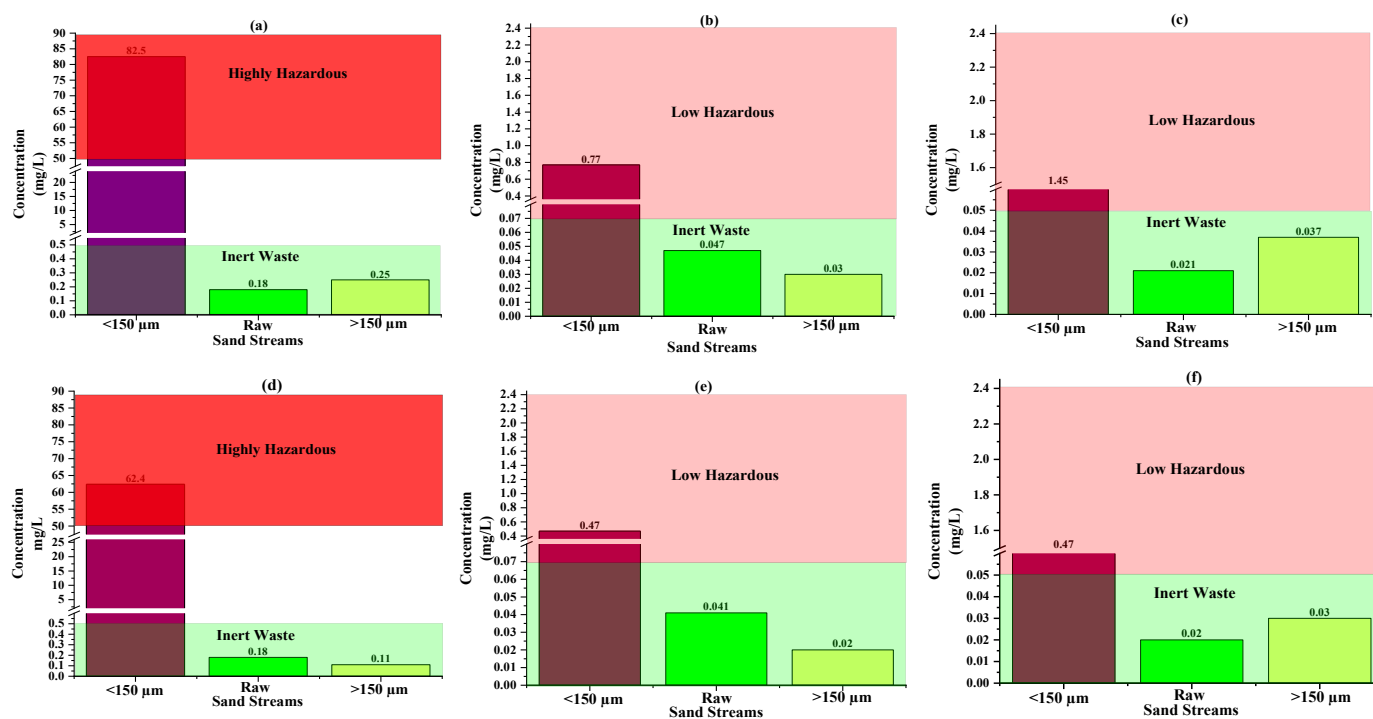 (a)
90
85
80
75
70
65
60
55
50
20
15
10
5
0.5
0.4
0.3
0.2
0.1
0.0
Concentration
(mg/L)
82.5
Highly Hazardous
Inert Waste
0.18
0.25
<150 µm
Raw
>150 µm
Sand Streams
(b)
2.4
2.2
2.0
1.8
1.6
1.4
1.2
1.0
0.8
0.6
0.4
0.07
0.06
0.05
0.04
0.03
0.02
0.01
0.00
Concentration
(mg/L)
Low Hazardous
0.77
Inert Waste
0.047
0.03
<150 µm
Raw
>150 µm
Sand Streams
(c)
2.4
2.2
2.0
1.8
1.6
0.05
0.04
0.03
0.02
0.01
0.00
Concentration
(mg/L)
Low Hazardous
1.45
Inert Waste
0.021
0.037
<150 µm
Raw
>150 µm
Sand Streams
(d)
90
85
80
75
70
65
60
55
50
25
20
15
10
5
0.5
0.4
0.3
0.2
0.1
0.0
Concentration
mg/L
Highly Hazardous
62.4
Inert Waste
0.18
0.11
<150 µm
Raw
>150 µm
Sand Streams
(e)
2.4
2.2
2.0
1.8
1.6
1.4
1.2
1.0
0.8
0.6
0.4
0.07
0.06
0.05
0.04
0.03
0.02
0.01
0.00
Concentration
(mg/L)
Low Hazardous
0.47
Inert Waste
0.041
0.02
<150 µm
Raw
>150 µm
Sand Streams
(f)
2.4
2.2
2.0
1.8
1.6
0.05
0.04
0.03
0.02
0.01
0.00
Concentration
(mg/L)
Low Hazardous
0.47
Inert Waste
0.02
0.03
<150 µm
Raw
>150 µm
Sand Streams